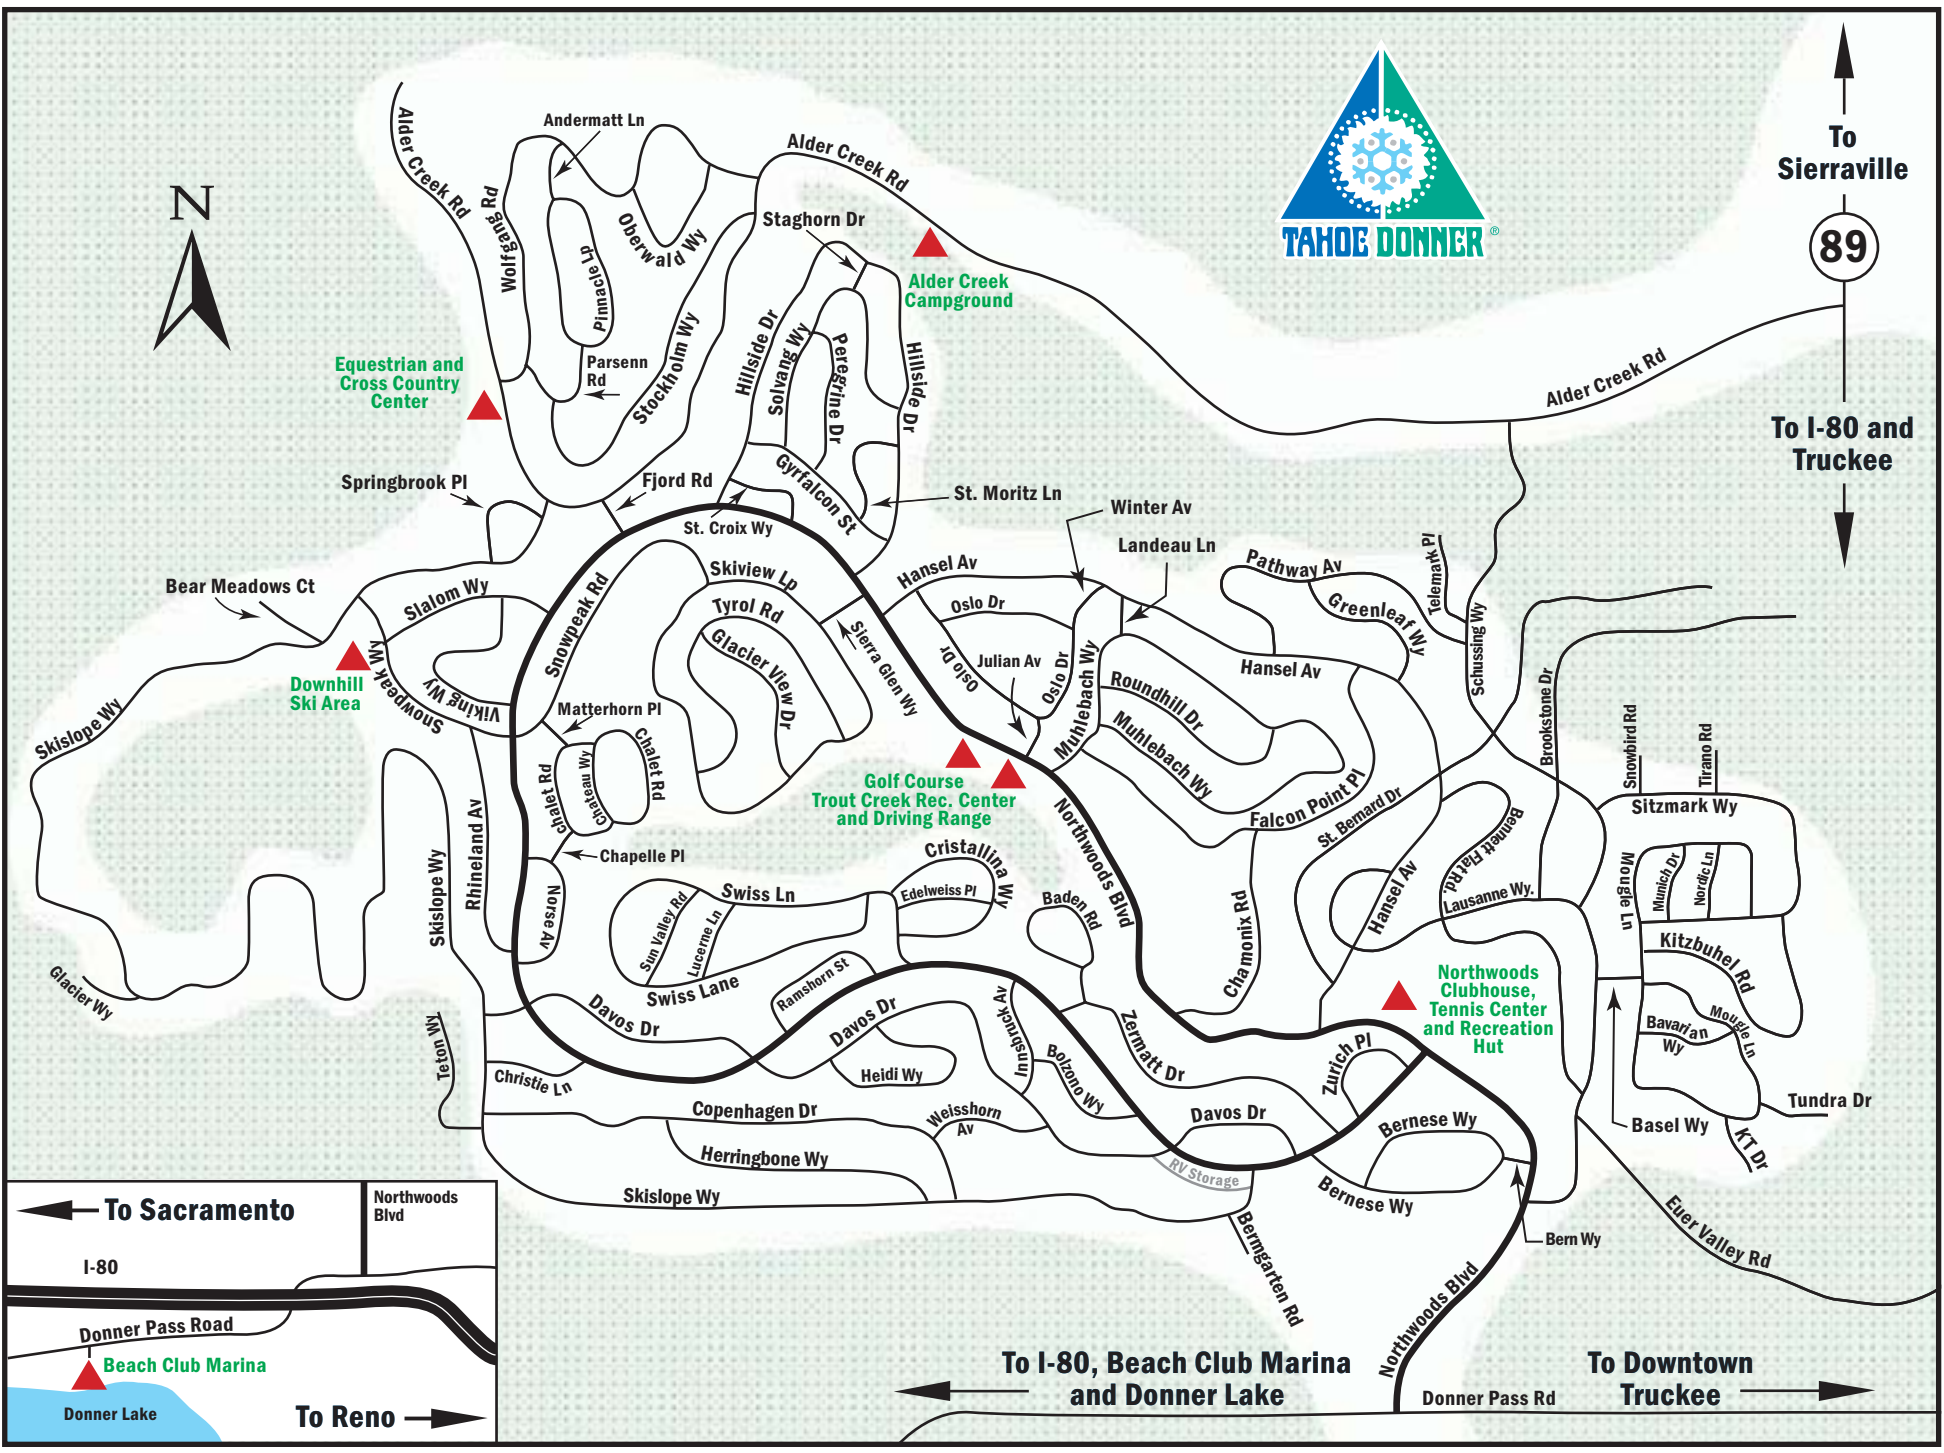 Andermatt Ln
Alder Creek Rd
Alder Creek Rd
N
Wolfgang Rd
Oberwald Wy
Pinnacle Lp
Staghorn Dr
Alder Creek
Campground
TAHOE DONNER®
To
Sierraville
89
To I-80 and
Truckee
Alder Creek Rd
Equestrian and
Cross Country
Center
Parsenn
Rd
Stockholm Wy
Hillside Dr
Solvang Wy
Peregrine Dr
Hillside Dr
Springbrook Pl
Fjord Rd
Gyrfalcon St
St. Moritz Ln
St. Croix Wy
Winter Av
Landeau Ln
Hansel Av
Pathway Av
Telemark Pl
Greenleaf Wy
Schussing Wy
Bear Meadows Ct
Slalom Wy
Snowpeak Rd
Skiview Lp
Tyrol Rd
Glacier View Dr
Sierra Glen Wy
Oslo Dr
Oslo Dr
Julian Av
Oslo Dr
Muhlebach Wy
Hansel Av
Roundhill Dr
Muhlebach Wy
Brookstone Dr
Snowbird Rd
Tirano Rd
Sitzmark Wy
Downhill
Ski Area
Snowpeak Wy
Viking Wy
Skislope Wy
Matterhorn Pl
Chalet Rd
Chateau Wy
Chalet Rd
Chapelle Pl
Golf Course
Trout Creek Rec. Center
and Driving Range
Northwoods Blvd
Falcon Point Pl
St. Bernard Dr
Bennett Flat Rd.
Lausanne Wy.
Hansel Av
Mougle Ln
Munich Dr
Nordic Ln
Kitzbuhel Rd
Rhineland Av
Skislope Wy
Norse Av
Swiss Ln
Sun Valley Rd
Lucerne Ln
Swiss Lane
Cristallina Wy
Edelweiss Pl
Baden Rd
Ramshorn St
Chamonix Rd
Northwoods
Clubhouse,
Tennis Center
and Recreation
Hut
Glacier Wy
Teton Wy
Davos Dr
Davos Dr
Innsbruck Av
Bolzono Wy
Zermatt Dr
Zurich Pl
Mougle Ln
Bavarian
Wy
Christie Ln
Heidi Wy
Copenhagen Dr
Weisshorn
Av
Davos Dr
Bernese Wy
Basel Wy
Tundra Dr
KT Dr
Herringbone Wy
RV Storage
Skislope Wy
Bernese Wy
Bermgarten Rd
Bern Wy
Euer Valley Rd
Northwoods Blvd
To Sacramento
Northwoods
Blvd
I-80
Donner Pass Road
Beach Club Marina
Donner Lake
To Reno
To I-80, Beach Club Marina
and Donner Lake
Donner Pass Rd
To Downtown
Truckee